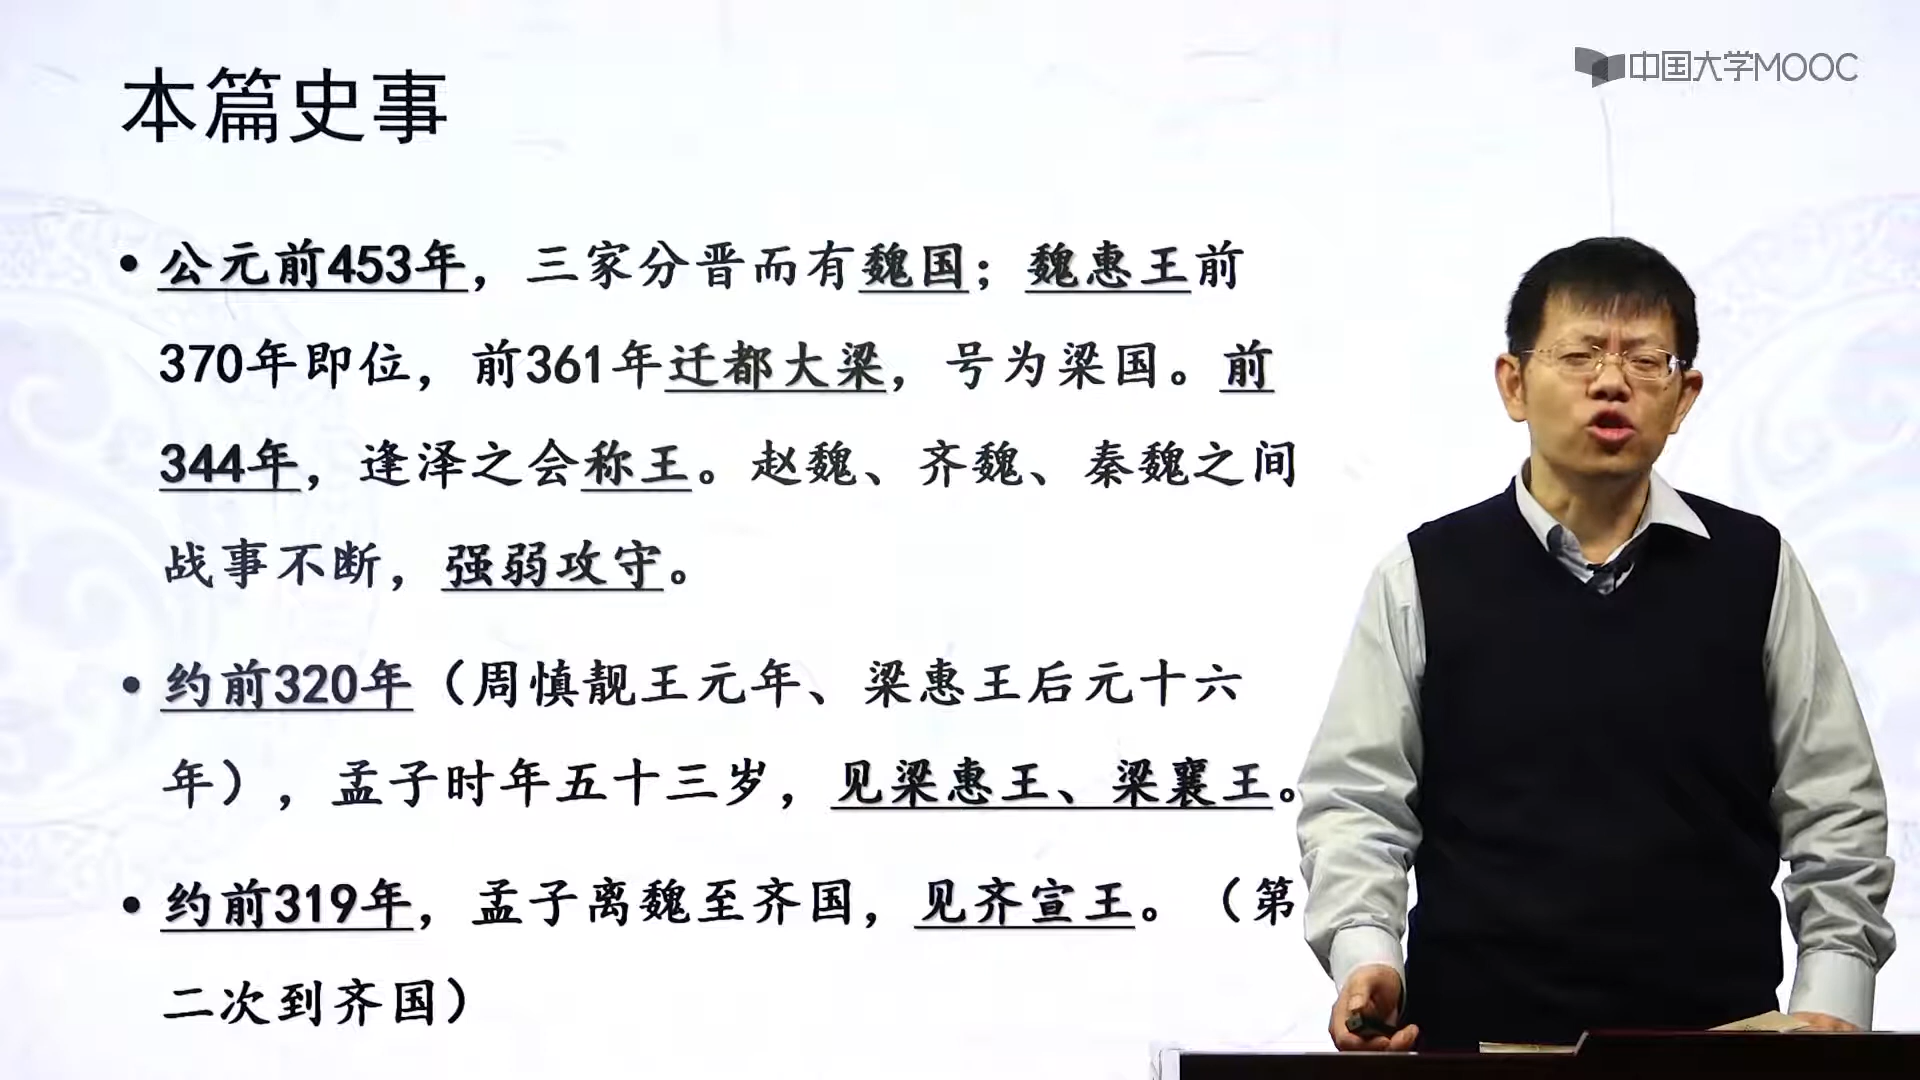 中国大学MOOC
本篇史事
• 公元前453年，三家分晋而有魏国；魏惠王前
370年即位，前361年迁都大梁，号为梁国。前
344年，逢泽之会称王。赵魏、齐魏、秦魏之间
战事不断，强弱攻守。
• 约前320年（周慎靓王元年、梁惠王后元十六
年），孟子时年五十三岁，见梁惠王、梁襄王。
• 约前319年，孟子离魏至齐国，见齐宣王。（第
二次到齐国）